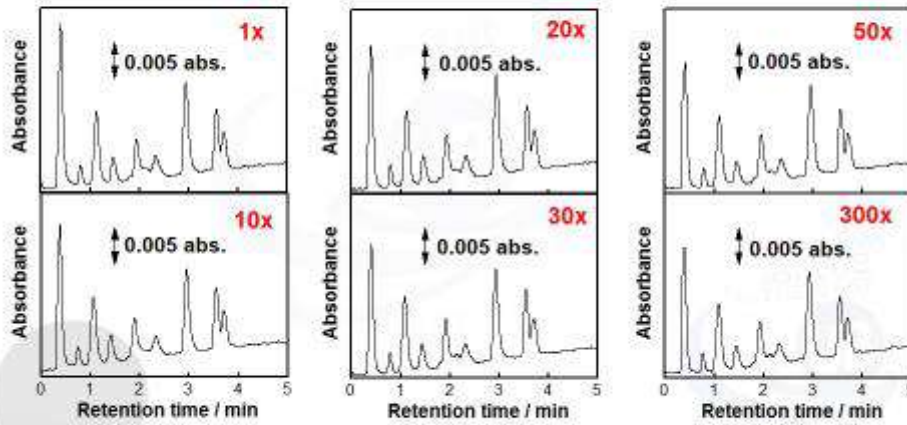 1x
0.005 abs.
Absorbance
20x
0.005 abs.
Absorbance
50x
0.005 abs.
Absorbance
10x
0.005 abs.
Absorbance
0 1 2 3 4 5
Retention time / min
30x
0.005 abs.
Absorbance
0 1 2 3 4 5
Retention time / min
300x
0.005 abs.
Absorbance
0 1 2 3 4 5
Retention time / min